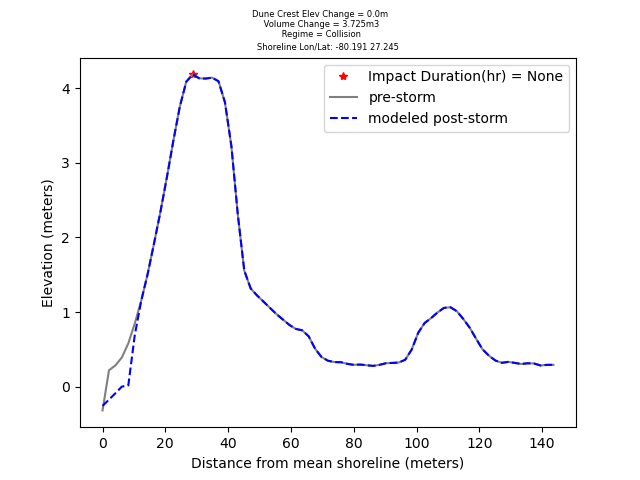 Dune Crest Elev Change = 0.0m
Volume Change = 3.725m3
Regime = Collision
Shoreline Lon/Lat: -80.191 27.245
Impact Duration(hr) = None
pre-storm
modeled post-storm
Elevation (meters)
4
3
2
1
0
0 20 40 60 80 100 120 140
Distance from mean shoreline (meters)